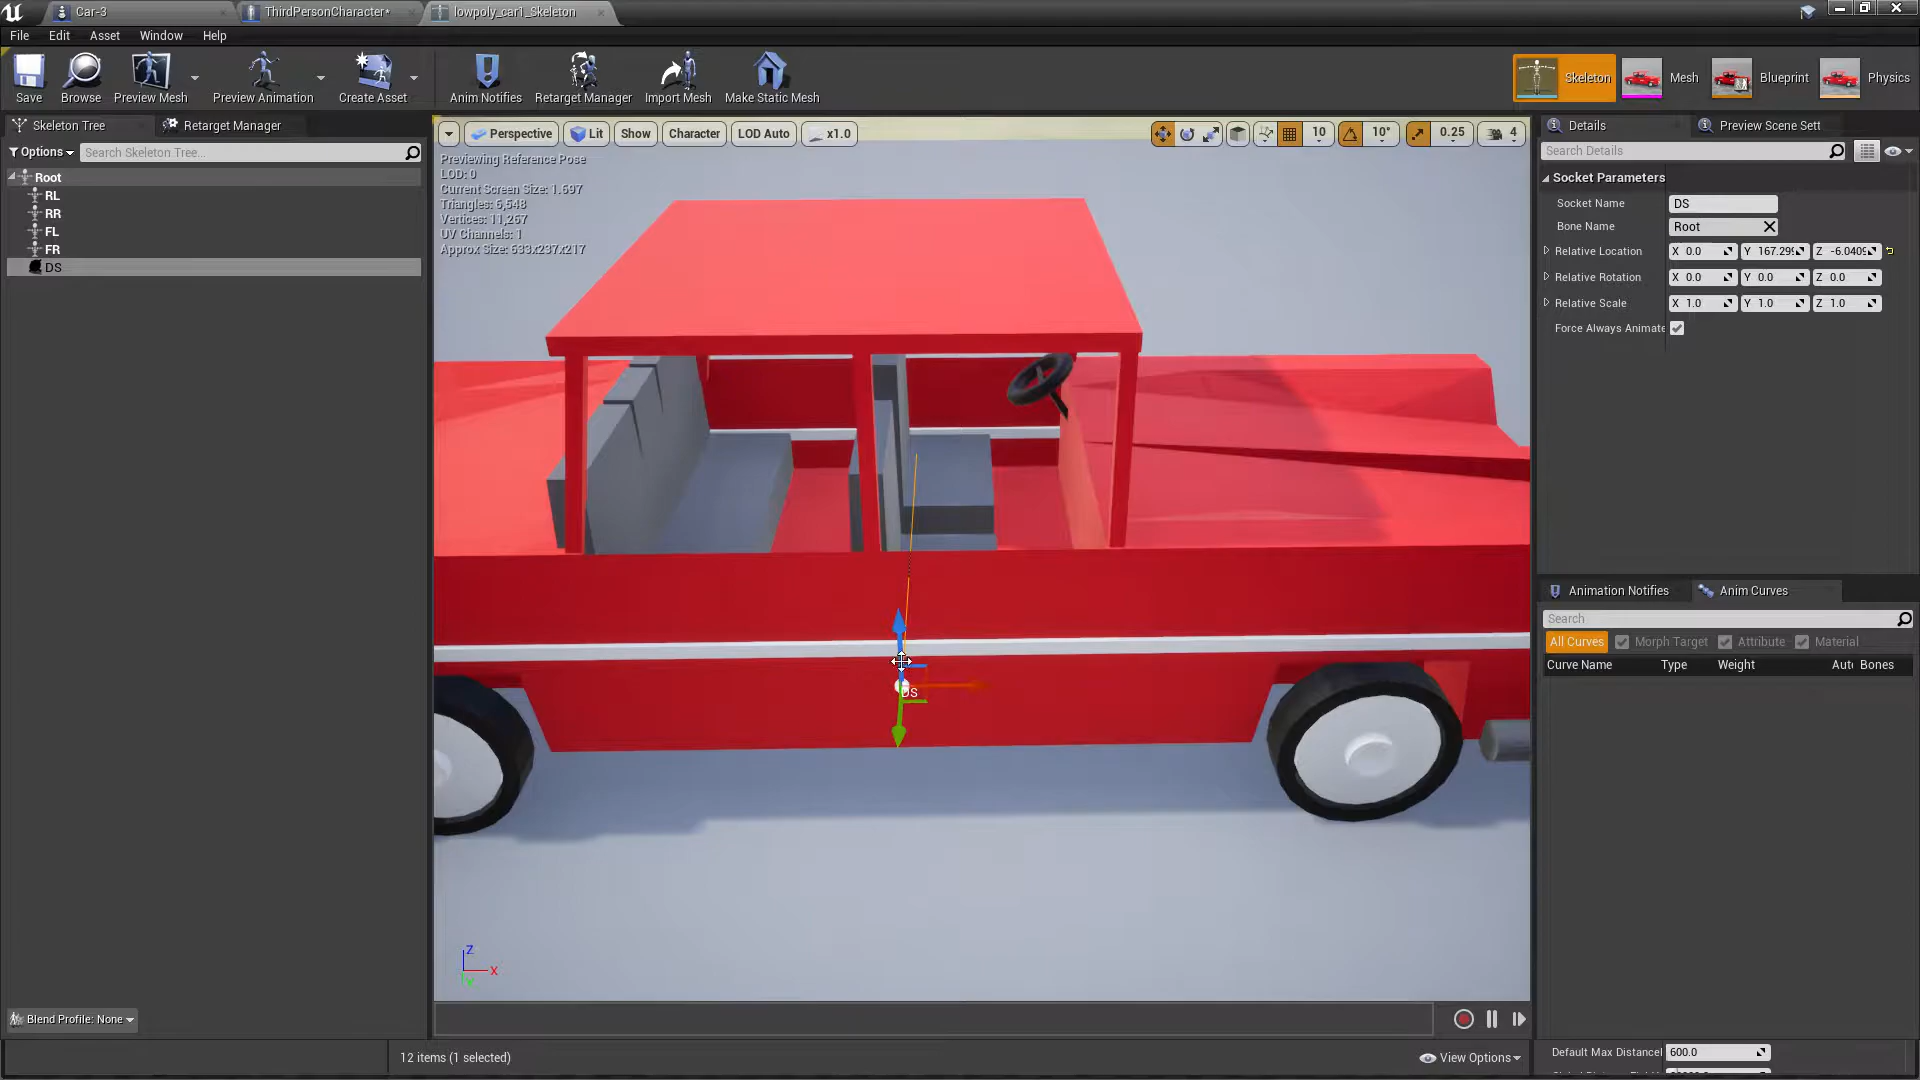 Car-3
ThirdPersonCharacter*
lowpoly_car1_Skeleton
File Edit Asset Window Help
Save
Browse
Preview Mesh
Preview Animation
Create Asset
Anim Notifies
Retarget Manager
Import Mesh
Make Static Mesh
Skeleton
Mesh
Blueprint
Physics
Skeleton Tree
Retarget Manager
Options
Search Skeleton Tree...
Root
RL
RR
FL
FR
DS
Blend Profile: None
Perspective
Lit
Show
Character
LOD Auto
x1.0
10
10°
0.25
4
Previewing Reference Pose
LOD: 0
Current Screen Size: 1.697
Triangles: 6,548
Vertices: 11,267
UV Channels: 1
Approx Size: 633x237x217
DS
Z
X
Y
12 items (1 selected)
View Options
Details
Preview Scene Sett
Search Details
Socket Parameters
Socket Name DS
Bone Name Root
Relative Location X 0.0 Y 167.29 Z -6.040
Relative Rotation X 0.0 Y 0.0 Z 0.0
Relative Scale X 1.0 Y 1.0 Z 1.0
Force Always Animate
Animation Notifies
Anim Curves
Search
All Curves Morph Target Attribute Material
Curve Name Type Weight Auto Bones
Default Max Distance 600.0